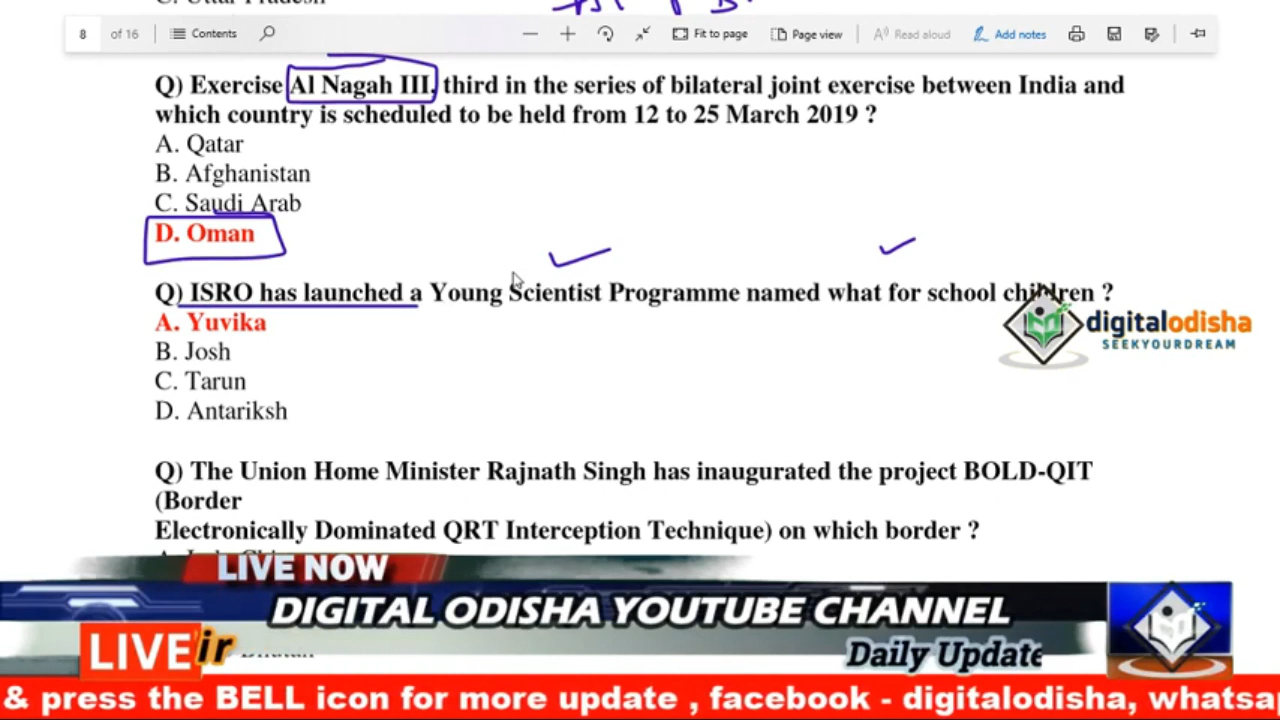 C. Uttar Pradesh
8 of 16 Contents Fit to page Page view Read aloud Add notes
Q) Exercise Al Nagah III, third in the series of bilateral joint exercise between India and
which country is scheduled to be held from 12 to 25 March 2019 ?
A. Qatar
B. Afghanistan
C. Saudi Arab
D. Oman
Q) ISRO has launched a Young Scientist Programme named what for school children ?
A. Yuvika
B. Josh
C. Tarun
D. Antariksh
digitalodisha
SEEKYOURDREAM
Q) The Union Home Minister Rajnath Singh has inaugurated the project BOLD-QIT
(Border
Electronically Dominated QRT Interception Technique) on which border ?
LIVE NOW
DIGITAL ODISHA YOUTUBE CHANNEL
LIVE ir
Daily Update
& press the BELL icon for more update , facebook - digitalodisha, whatsap